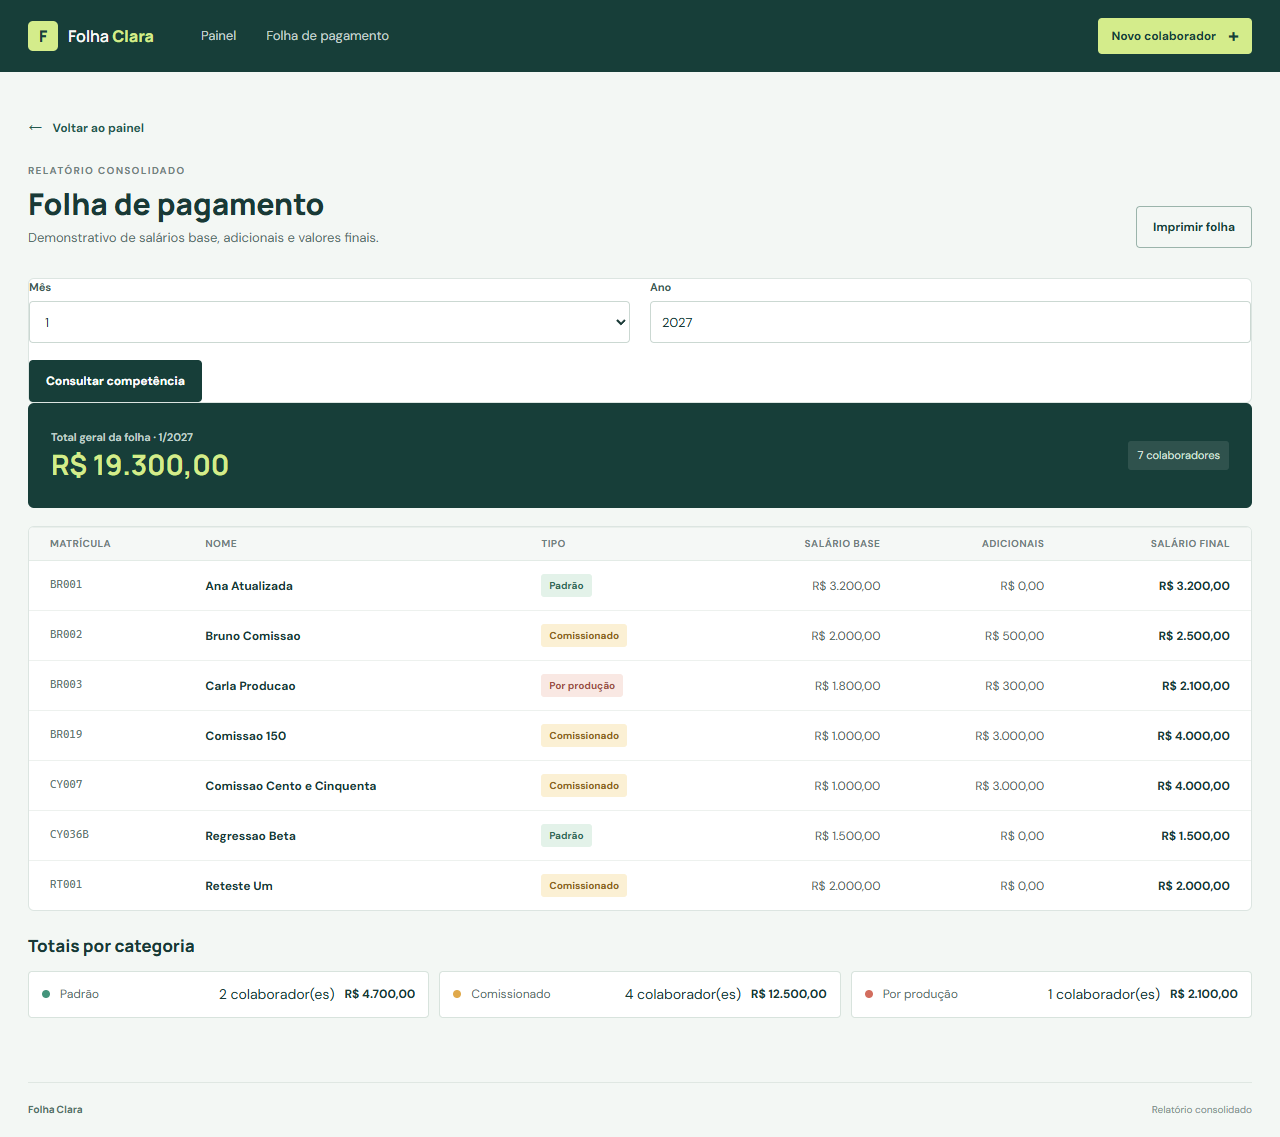 F Folha Clara Painel Folha de pagamento Novo colaborador +
← Voltar ao painel
RELATÓRIO CONSOLIDADO
Folha de pagamento
Demonstrativo de salários base, adicionais e valores finais.
Imprimir folha
Mês Ano
1 2027
Consultar competência
Total geral da folha · 1/2027
R$ 19.300,00
7 colaboradores
MATRÍCULA NOME TIPO SALÁRIO BASE ADICIONAIS SALÁRIO FINAL
BR001 Ana Atualizada Padrão R$ 3.200,00 R$ 0,00 R$ 3.200,00
BR002 Bruno Comissao Comissionado R$ 2.000,00 R$ 500,00 R$ 2.500,00
BR003 Carla Producao Por produção R$ 1.800,00 R$ 300,00 R$ 2.100,00
BR019 Comissao 150 Comissionado R$ 1.000,00 R$ 3.000,00 R$ 4.000,00
CY007 Comissao Cento e Cinquenta Comissionado R$ 1.000,00 R$ 3.000,00 R$ 4.000,00
CY036B Regressao Beta Padrão R$ 1.500,00 R$ 0,00 R$ 1.500,00
RT001 Reteste Um Comissionado R$ 2.000,00 R$ 0,00 R$ 2.000,00
Totais por categoria
Padrão 2 colaborador(es) R$ 4.700,00
Comissionado 4 colaborador(es) R$ 12.500,00
Por produção 1 colaborador(es) R$ 2.100,00
Folha Clara Relatório consolidado